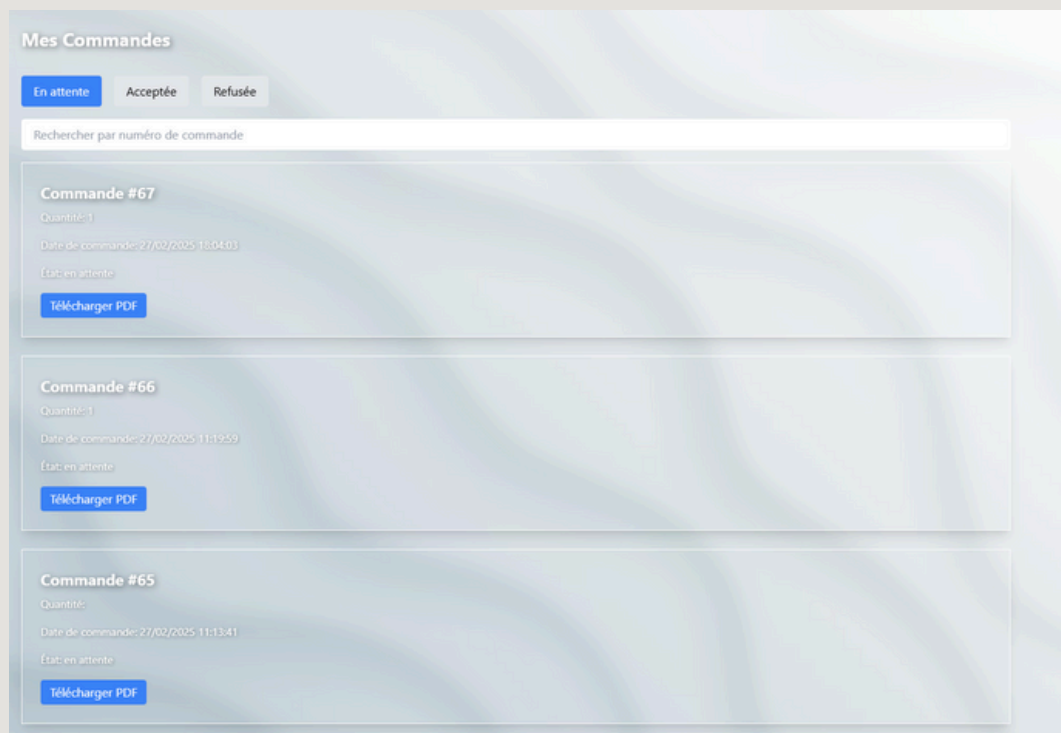 Mes Commandes
En attente Acceptée Refusée
Rechercher par numéro de commande
Commande #67
Quantité: 1
Date de commande: 27/02/2025 18:04:03
État: en attente
Télécharger PDF
Commande #66
Quantité: 1
Date de commande: 27/02/2025 11:19:59
État: en attente
Télécharger PDF
Commande #65
Quantité:
Date de commande: 27/02/2025 11:13:41
État: en attente
Télécharger PDF